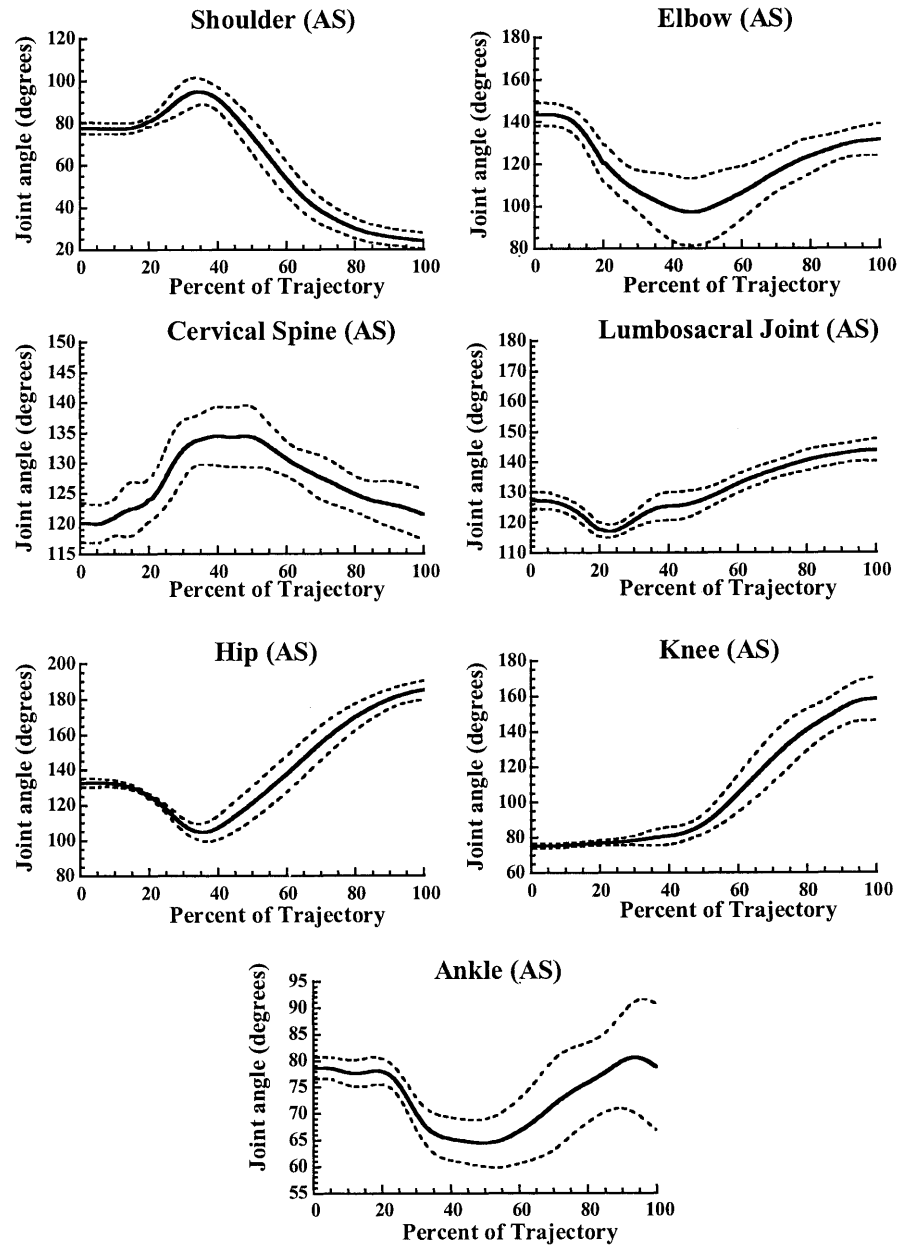 Shoulder (AS)
Joint angle (degrees)
120
100
80
60
40
20
0 20 40 60 80 100
Percent of Trajectory
Elbow (AS)
Joint angle (degrees)
180
160
140
120
100
80
0 20 40 60 80 100
Percent of Trajectory
Cervical Spine (AS)
Joint angle (degrees)
150
145
140
135
130
125
120
115
0 20 40 60 80 100
Percent of Trajectory
Lumbosacral Joint (AS)
Joint angle (degrees)
180
170
160
150
140
130
120
110
0 20 40 60 80 100
Percent of Trajectory
Hip (AS)
Joint angle (degrees)
200
180
160
140
120
100
80
0 20 40 60 80 100
Percent of Trajectory
Knee (AS)
Joint angle (degrees)
180
160
140
120
100
80
60
0 20 40 60 80 100
Percent of Trajectory
Ankle (AS)
Joint angle (degrees)
95
90
85
80
75
70
65
60
55
0 20 40 60 80 100
Percent of Trajectory